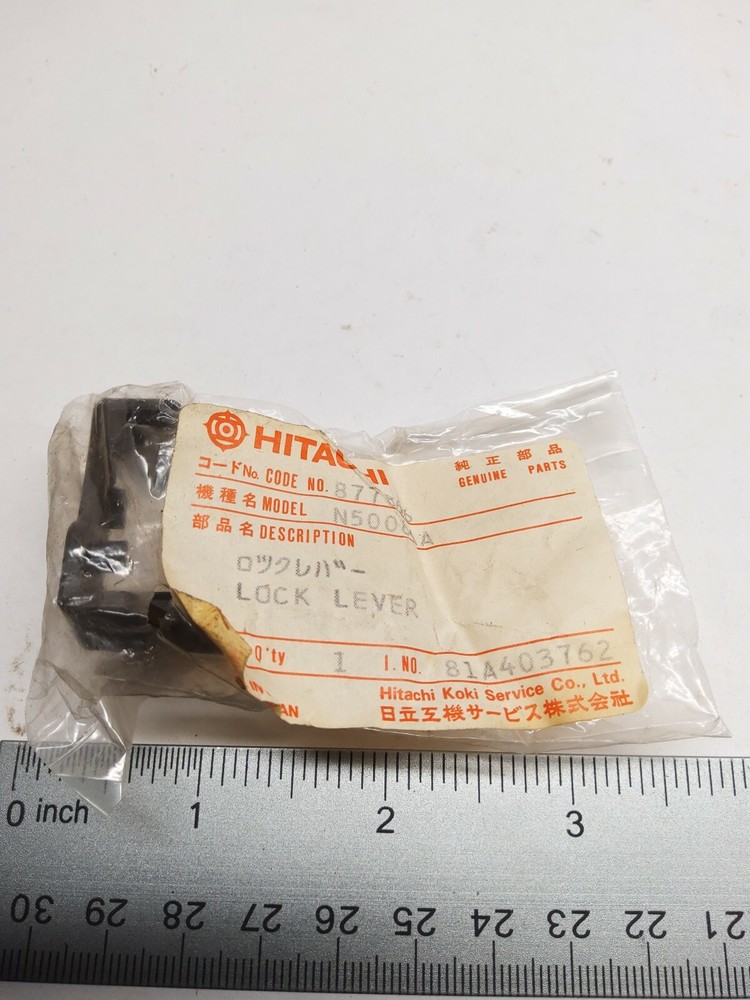 HITACHI
純正部品
GENUINE PARTS
コードNo. CODE NO.
機種名 MODEL
部品名 DESCRIPTION
ロツクレバー
LOCK LEVER
Q'ty 1 I.NO. 81A403762
Hitachi Koki Service Co., Ltd.
日立工機サービス株式会社
0 inch 1 2 3
30 29 28 27 26 25 24 23 22 21